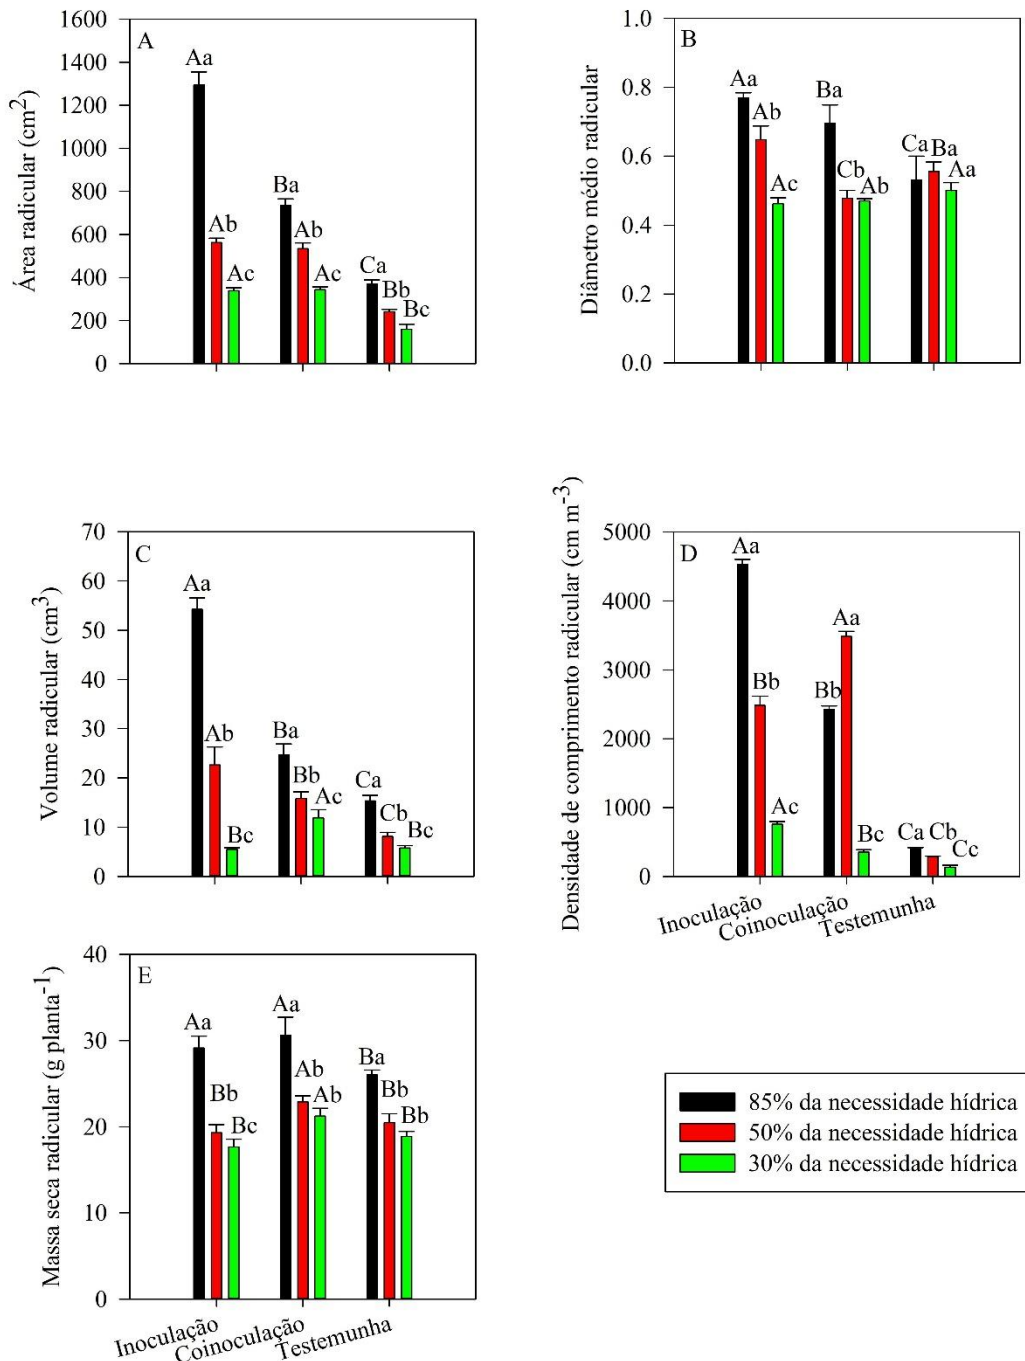 A
Área radicular (cm²)
1600
1400
1200
1000
800
600
400
200
0
Aa
Ab
Ac
Ba
Ab
Ac
Ca
Bb
Bc
B
Diâmetro médio radicular
1.0
0.8
0.6
0.4
0.2
0.0
Aa
Ab
Ac
Ba
Cb
Ab
Ca
Ba
Aa
C
Volume radicular (cm³)
70
60
50
40
30
20
10
0
Aa
Ab
Bc
Ba
Bb
Ac
Ca
Cb
Bc
D
Densidade de comprimento radicular (cm m⁻³)
5000
4000
3000
2000
1000
0
Aa
Bb
Ac
Bb
Aa
Bc
Ca
Cb
Cc
Inoculação
Coinoculação
Testemunha
E
Massa seca radicular (g planta⁻¹)
40
30
20
10
0
Aa
Bb
Bc
Aa
Ab
Ab
Ba
Bb
Bb
Inoculação
Coinoculação
Testemunha
85% da necessidade hídrica
50% da necessidade hídrica
30% da necessidade hídrica